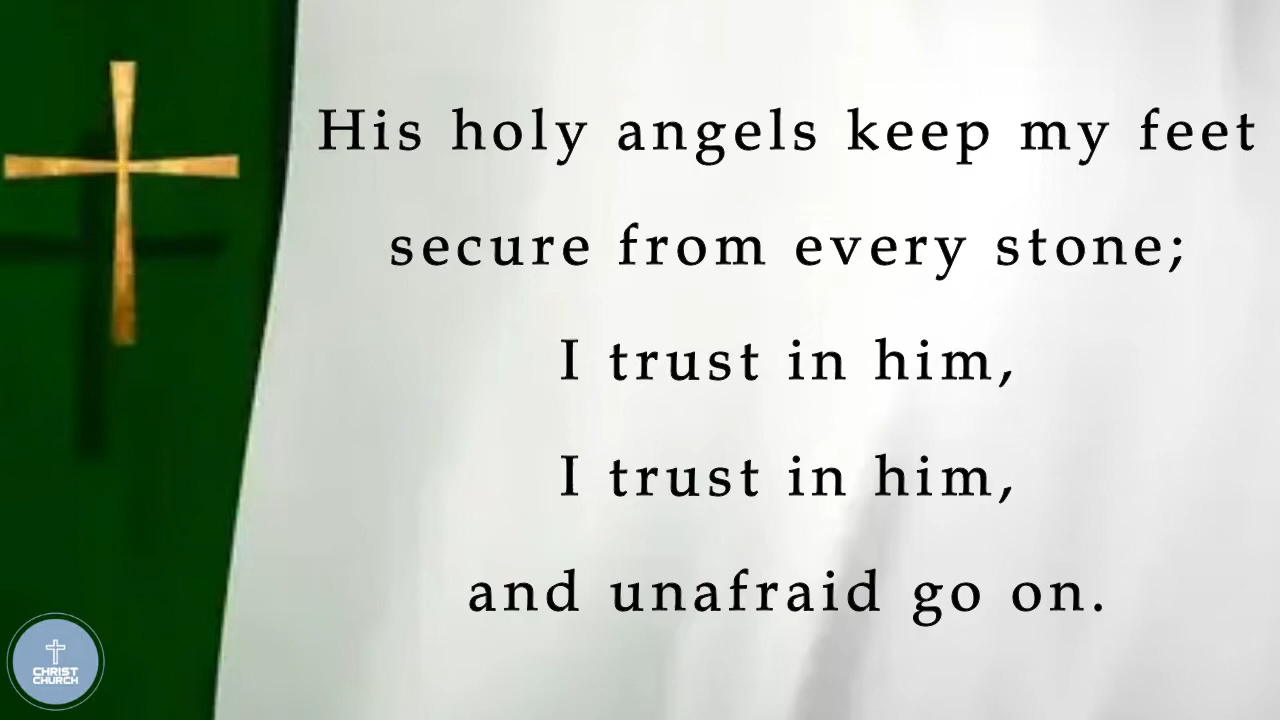 His holy angels keep my feet
secure from every stone;
I trust in him,
I trust in him,
and unafraid go on.
CHRIST
CHURCH